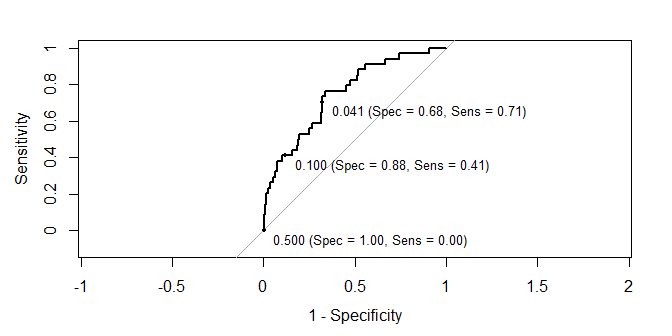 1
0.8
0.6
0.4
0.2
0
Sensitivity
0.041 (Spec = 0.68, Sens = 0.71)
0.100 (Spec = 0.88, Sens = 0.41)
0.500 (Spec = 1.00, Sens = 0.00)
-1
-0.5
0
0.5
1
1.5
2
1 - Specificity